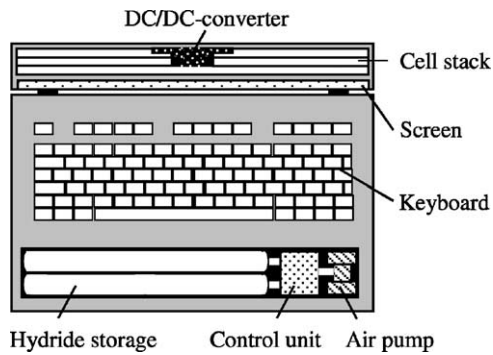 DC/DC-converter
Cell stack
Screen
Keyboard
Hydride storage
Control unit
Air pump